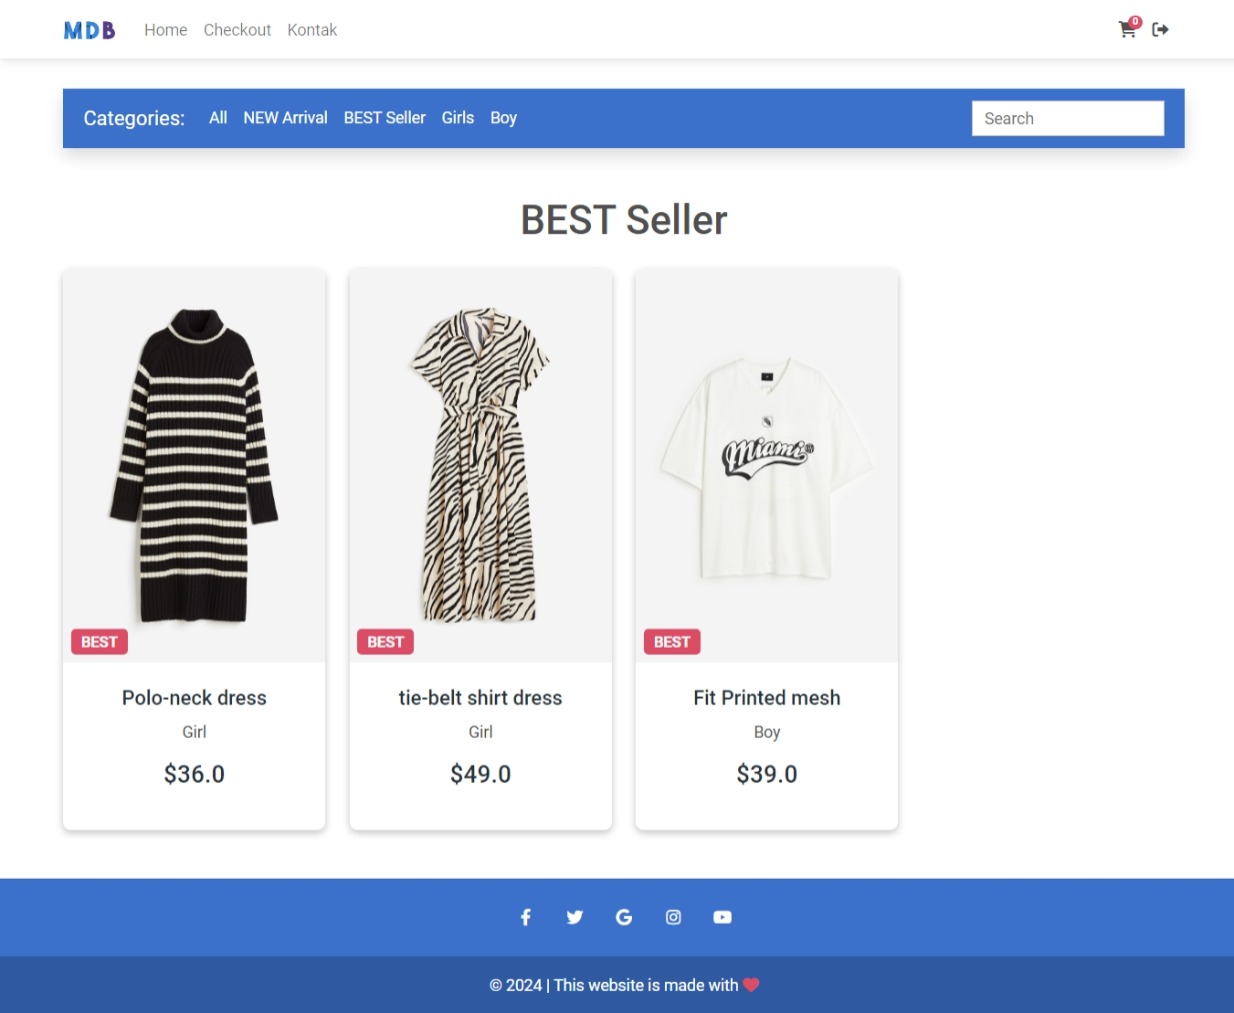 MDB Home Checkout Kontak 0
Categories: All NEW Arrival BEST Seller Girls Boy Search
BEST Seller
Miami
BEST BEST BEST
Polo-neck dress tie-belt shirt dress Fit Printed mesh
Girl Girl Boy
$36.0 $49.0 $39.0
© 2024 | This website is made with